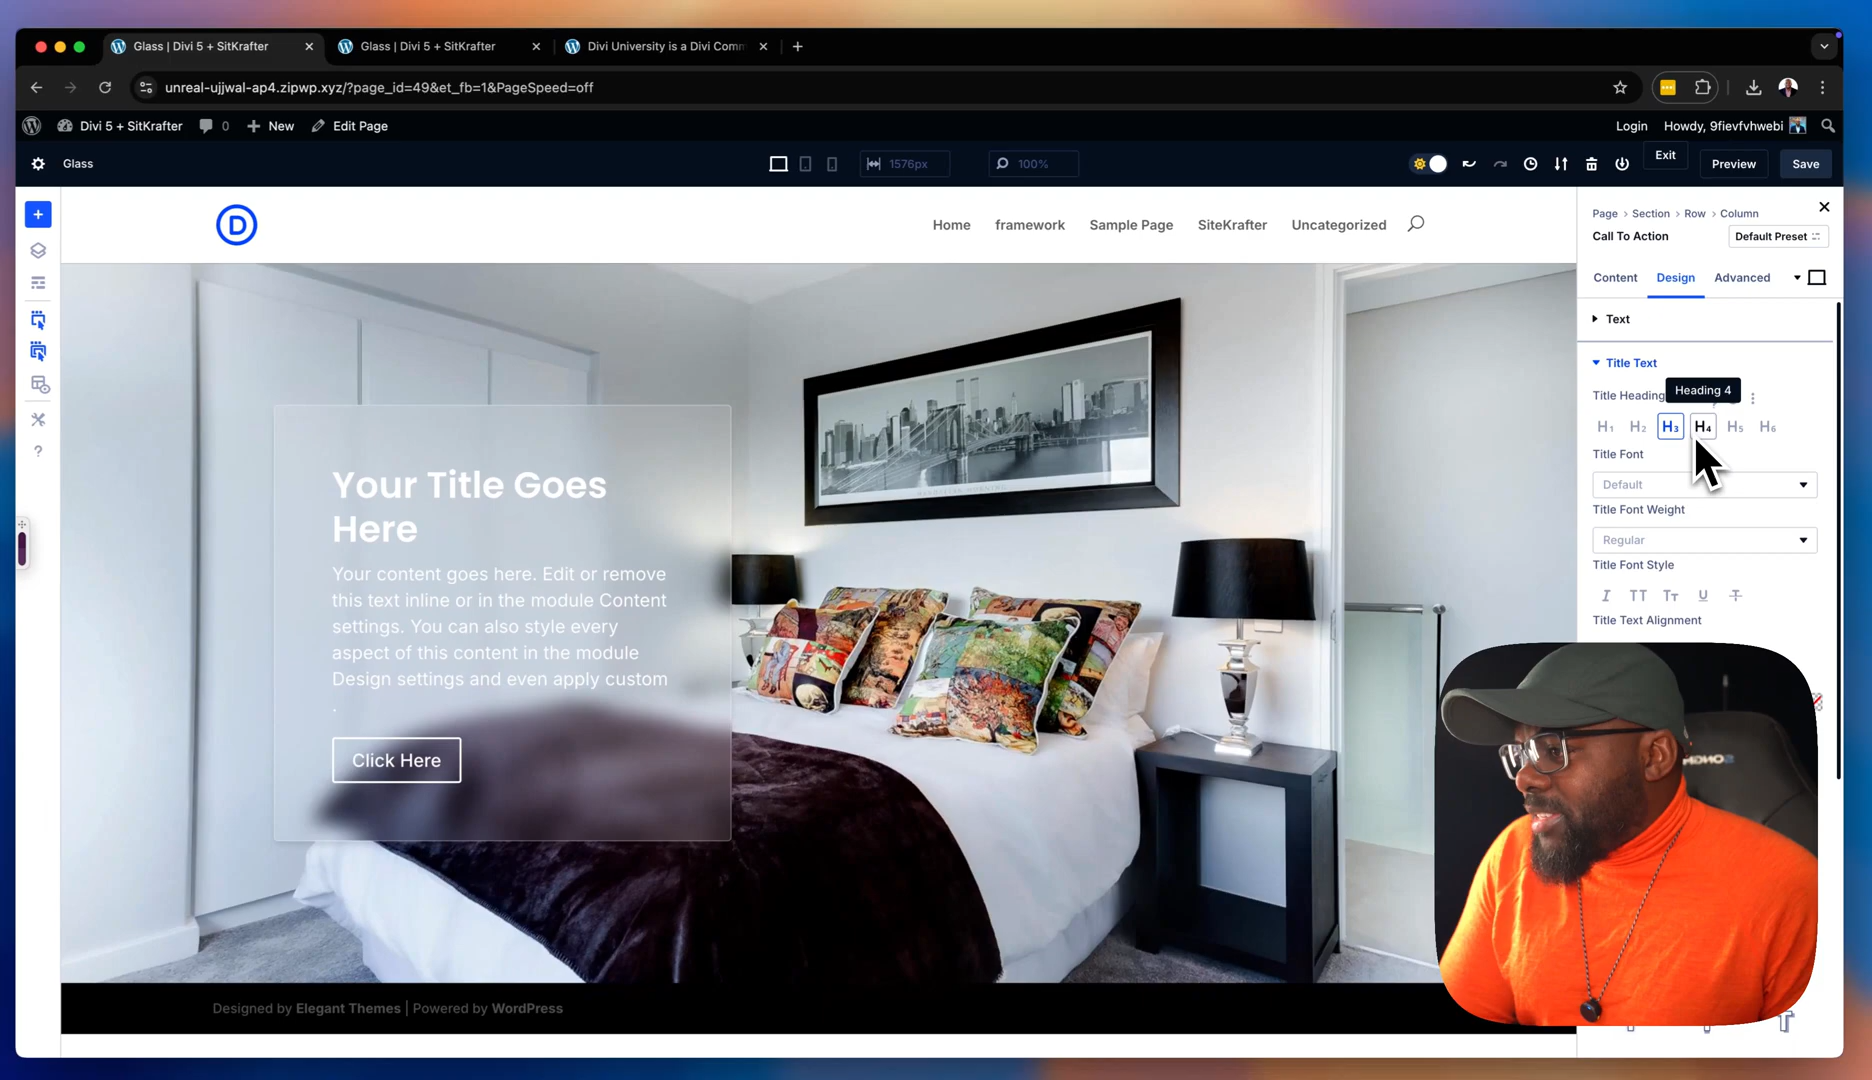 Glass | Divi 5 + SitKrafter
Glass | Divi 5 + SitKrafter
Divi University is a Divi Comm
unreal-ujjwal-ap4.zipwp.xyz/?page_id=49&et_fb=1&PageSpeed=off
Divi 5 + SitKrafter
0
New
Edit Page
Login
Howdy, 9fievfvhwebi
Glass
1576px
100%
Exit
Preview
Save
D
Home
framework
Sample Page
SiteKrafter
Uncategorized
Page > Section > Row > Column
Call To Action
Default Preset
Content
Design
Advanced
Text
Title Text
Title Heading
Heading 4
H1 H2 H3 H4 H5 H6
Title Font
Default
Title Font Weight
Regular
Title Font Style
I TT Tт U T
Title Text Alignment
Your Title Goes
Here
Your content goes here. Edit or remove
this text inline or in the module Content
settings. You can also style every
aspect of this content in the module
Design settings and even apply custom
.
Click Here
Designed by Elegant Themes | Powered by WordPress